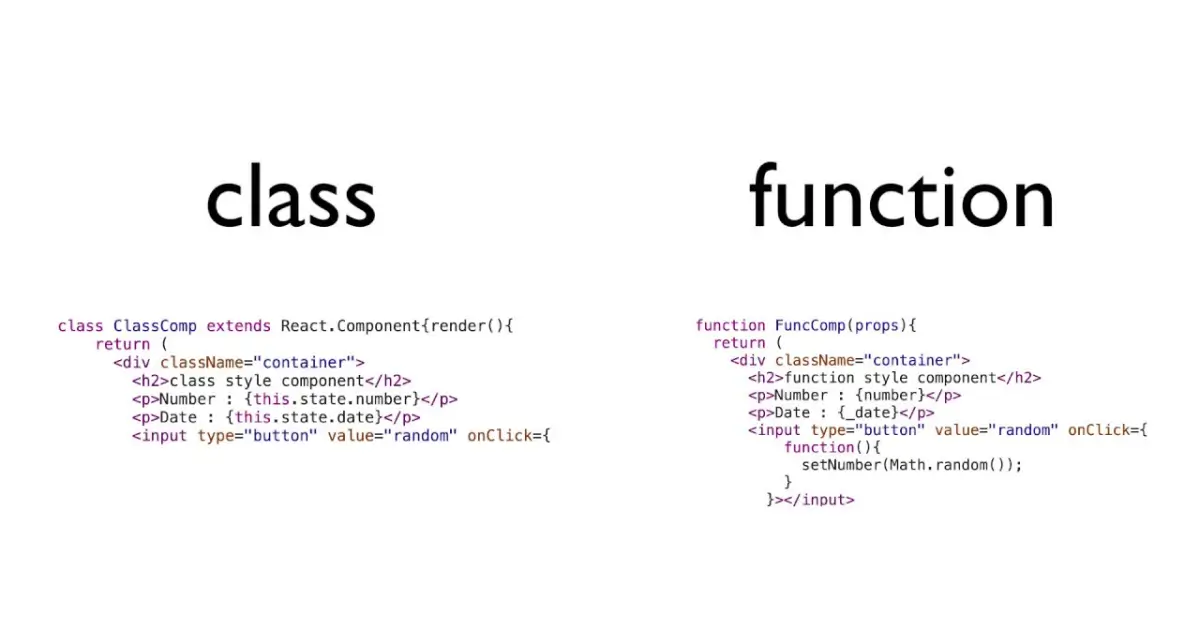 class
class ClassComp extends React.Component{render(){
return (
<div className="container">
<h2>class style component</h2>
<p>Number : {this.state.number}</p>
<p>Date : {this.state.date}</p>
<input type="button" value="random" onClick={
function
function FuncComp(props){
return (
<div className="container">
<h2>function style component</h2>
<p>Number : {number}</p>
<p>Date : {_date}</p>
<input type="button" value="random" onClick={
function(){
setNumber(Math.random());
}
}></input>